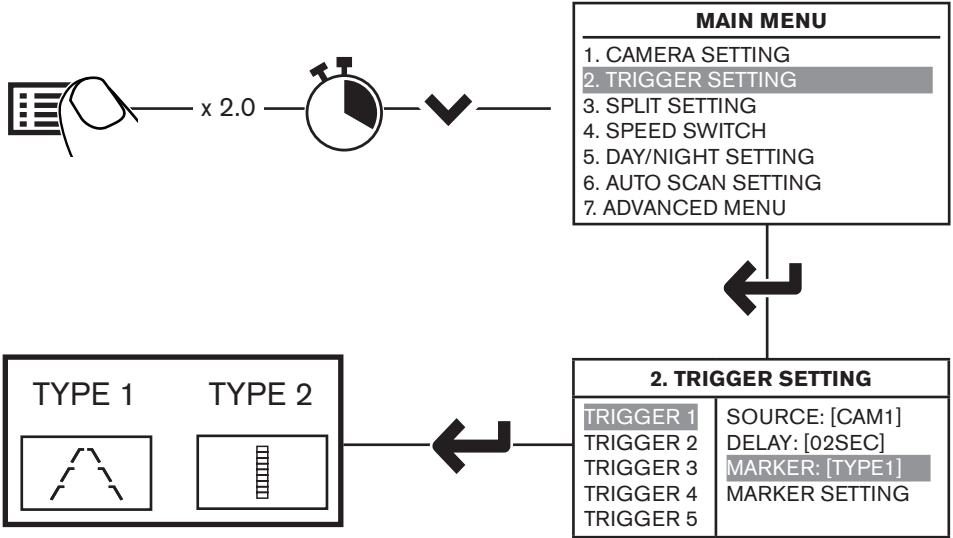 x 2.0
MAIN MENU
1. CAMERA SETTING
2. TRIGGER SETTING
3. SPLIT SETTING
4. SPEED SWITCH
5. DAY/NIGHT SETTING
6. AUTO SCAN SETTING
7. ADVANCED MENU
2. TRIGGER SETTING
TRIGGER 1 SOURCE: [CAM1]
TRIGGER 2 DELAY: [02SEC]
TRIGGER 3 MARKER: [TYPE1]
TRIGGER 4 MARKER SETTING
TRIGGER 5
TYPE 1 TYPE 2